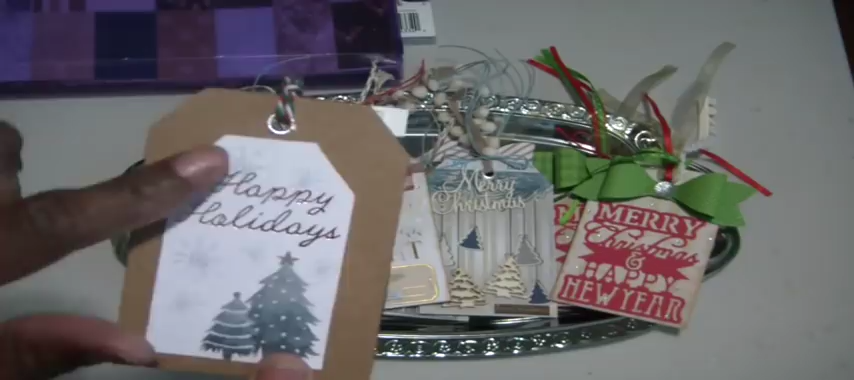 Happy
Holidays
Merry
Christmas
MERRY
Christmas
&
HAPPY
NEW YEAR